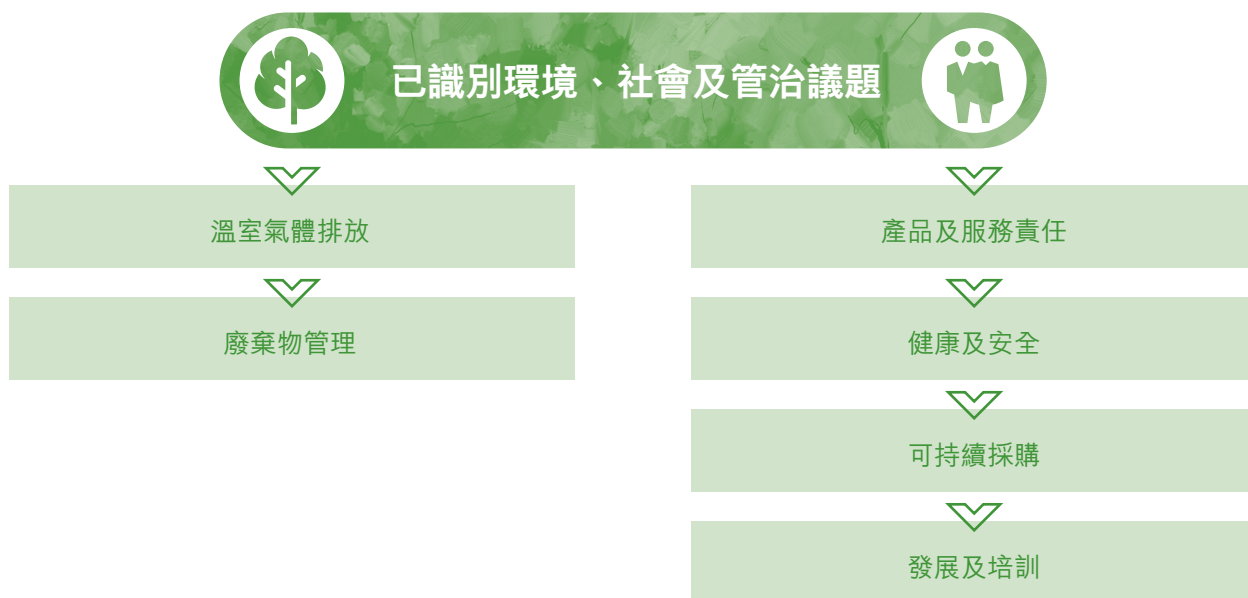 已識別環境、社會及管治議題
溫室氣體排放
廢棄物管理
產品及服務責任
健康及安全
可持續採購
發展及培訓